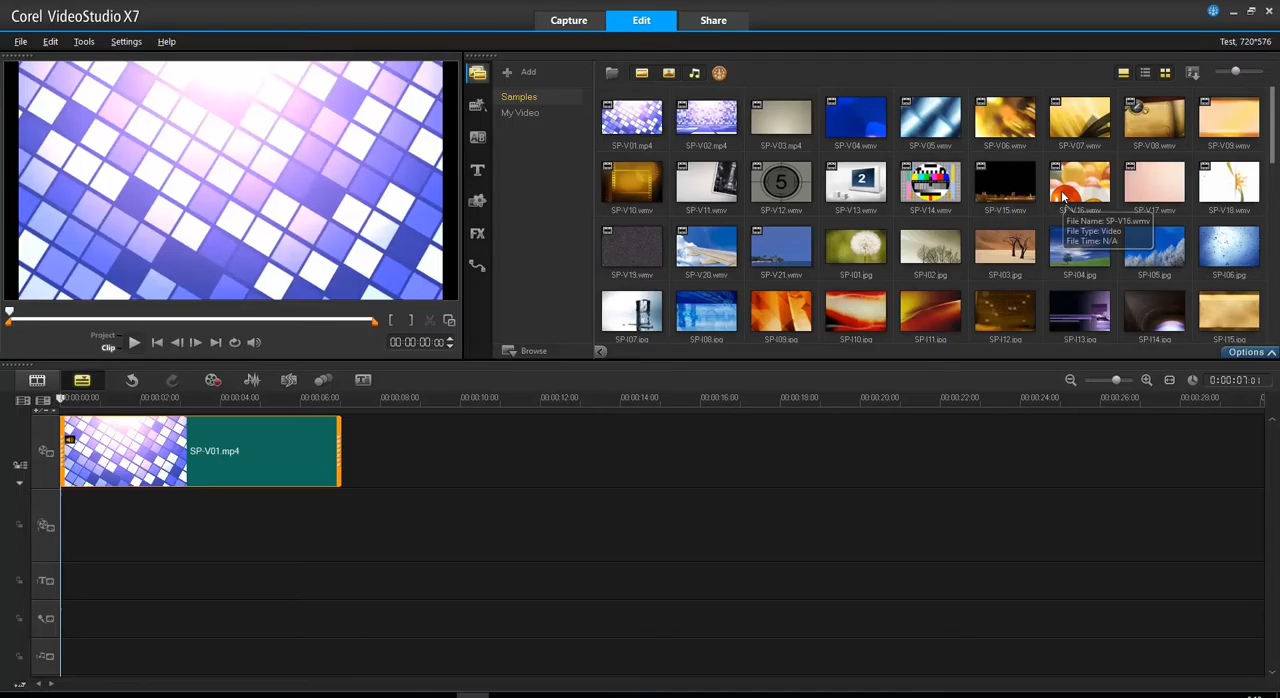 Corel VideoStudio X7
Capture
Edit
Share
File
Edit
Tools
Settings
Help
Test, 720*576
Add
Samples
My Video
SP-V01.mp4
SP-V02.mp4
SP-V03.mp4
SP-V04.wmv
SP-V05.wmv
SP-V06.wmv
SP-V07.wmv
SP-V08.wmv
SP-V09.wmv
SP-V10.wmv
SP-V11.wmv
SP-V12.wmv
SP-V13.wmv
SP-V14.wmv
SP-V15.wmv
SP-V16.wmv
SP-V17.wmv
SP-V18.wmv
File Name: SP-V16.wmv
File Type: Video
File Time: N/A
SP-V19.wmv
SP-V20.wmv
SP-V21.wmv
SP-I01.jpg
SP-I02.jpg
SP-I03.jpg
SP-I04.jpg
SP-I05.jpg
SP-I06.jpg
SP-I07.jpg
SP-I08.jpg
SP-I09.jpg
SP-I10.jpg
SP-I11.jpg
SP-I12.jpg
SP-I13.jpg
SP-I14.jpg
SP-I15.jpg
5
2
AB
T
FX
Project
Clip
00:00:00:00
Browse
Options
0:00:07:01
00:00:00:00
00:00:02:00
00:00:04:00
00:00:06:00
00:00:08:00
00:00:10:00
00:00:12:00
00:00:14:00
00:00:16:00
00:00:18:00
00:00:20:00
00:00:22:00
00:00:24:00
00:00:26:00
00:00:28:00
SP-V01.mp4